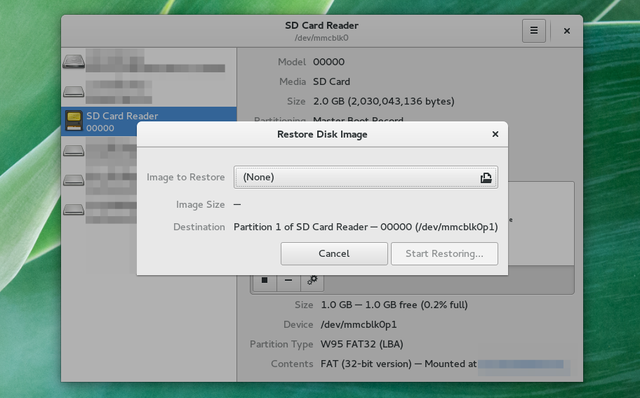 SD Card Reader
/dev/mmcblk0
Model 00000
Media SD Card
Size 2.0 GB (2,030,043,136 bytes)
Partitioning Master Boot Record
SD Card Reader
00000
Restore Disk Image
Image to Restore (None)
Image Size —
Destination Partition 1 of SD Card Reader — 00000 (/dev/mmcblk0p1)
Cancel
Start Restoring...
Size 1.0 GB — 1.0 GB free (0.2% full)
Device /dev/mmcblk0p1
Partition Type W95 FAT32 (LBA)
Contents FAT (32-bit version) — Mounted at